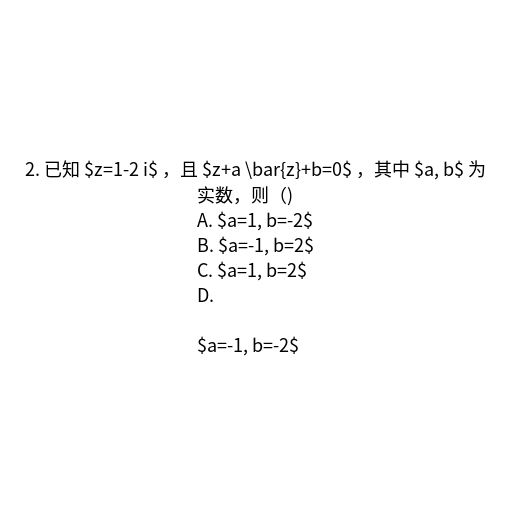 2. 已知 $z=1-2 i$ ，且 $z+a \bar{z}+b=0$ ，其中 $a, b$ 为
实数，则（)
A. $a=1, b=-2$
B. $a=-1, b=2$
C. $a=1, b=2$
D.
$a=-1, b=-2$